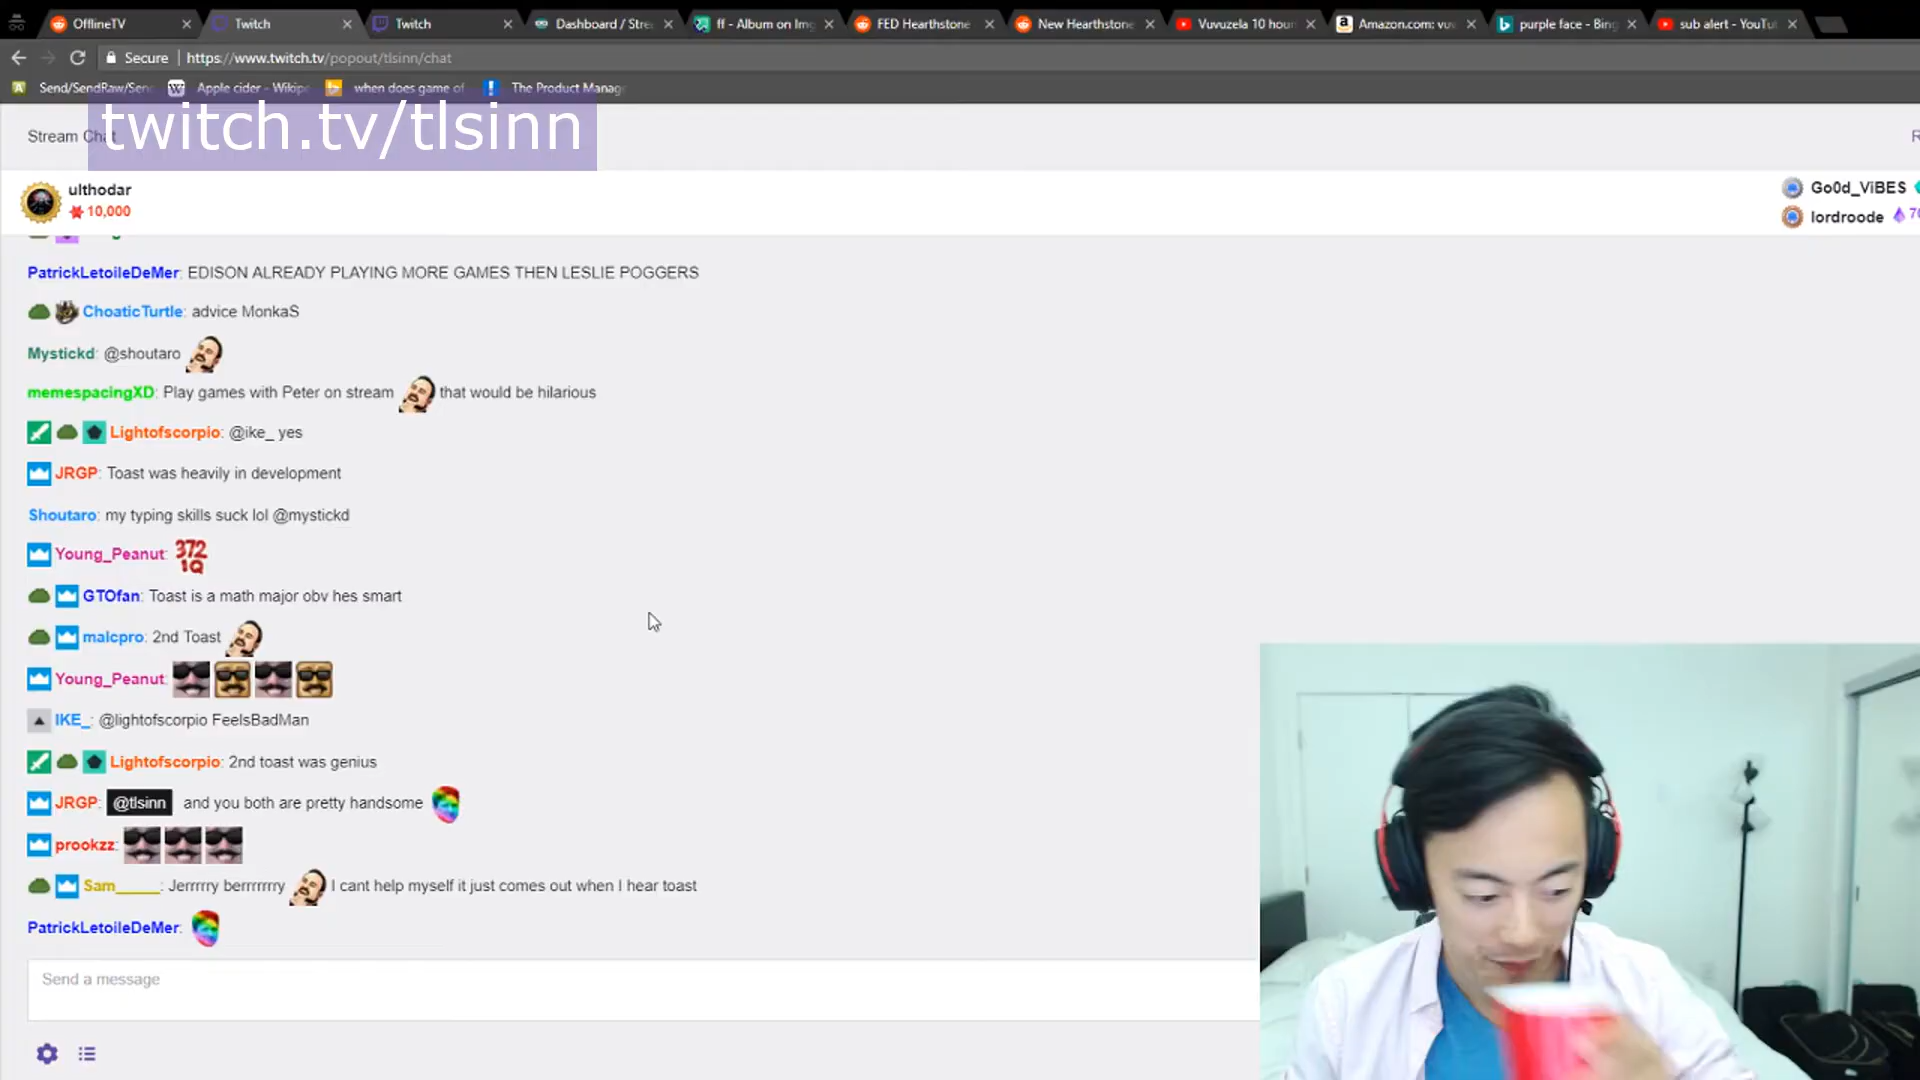 OfflineTV
Twitch
Twitch
Dashboard / Stre
ff - Album on Img
FED Hearthstone
New Hearthstone
Vuvuzela 10 hour
Amazon.com: vuv
purple face - Bing
sub alert - YouTu
Secure
https://www.twitch.tv/popout/tlsinn/chat
Send/SendRaw/Sen
Apple cider - Wikip
when does game of
The Product Manag
twitch.tv/tlsinn
Stream Chat
ulthodar
10,000
Go0d_ViBES
lordroode
PatrickLetoileDeMer: EDISON ALREADY PLAYING MORE GAMES THEN LESLIE POGGERS
ChoaticTurtle: advice MonkaS
Mystickd: @shoutaro
memespacingXD: Play games with Peter on stream that would be hilarious
Lightofscorpio: @ike_ yes
JRGP: Toast was heavily in development
Shoutaro: my typing skills suck lol @mystickd
Young_Peanut: 372 IQ
GTOfan: Toast is a math major obv hes smart
malcpro: 2nd Toast
Young_Peanut:
IKE_: @lightofscorpio FeelsBadMan
Lightofscorpio: 2nd toast was genius
JRGP: @tlsinn and you both are pretty handsome
prookzz:
Sam_____: Jerrrrry berrrrrrry I cant help myself it just comes out when I hear toast
PatrickLetoileDeMer:
Send a message